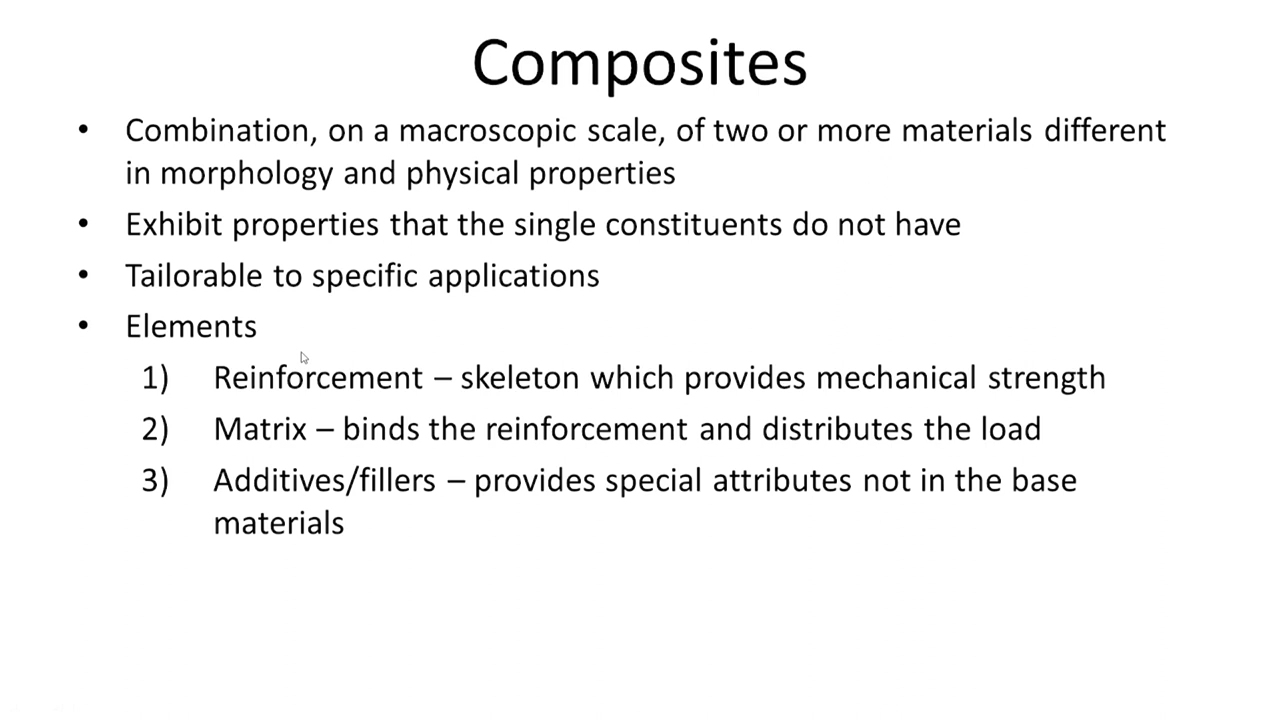 Composites
• Combination, on a macroscopic scale, of two or more materials different
in morphology and physical properties
• Exhibit properties that the single constituents do not have
• Tailorable to specific applications
• Elements
1) Reinforcement – skeleton which provides mechanical strength
2) Matrix – binds the reinforcement and distributes the load
3) Additives/fillers – provides special attributes not in the base
materials